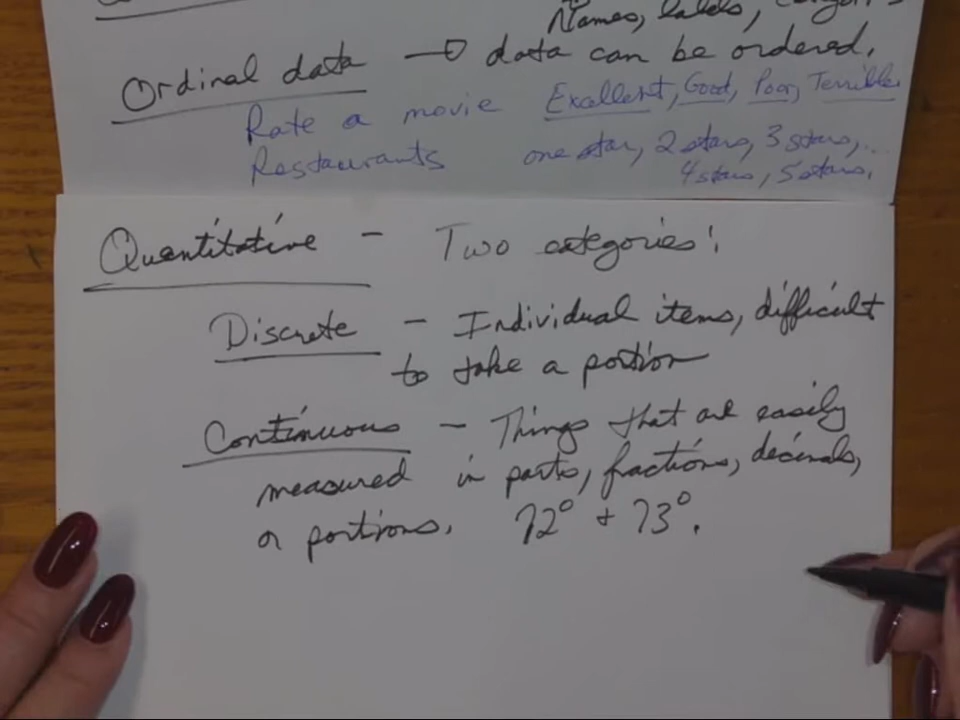 Names, labels,
Ordinal data → data can be ordered.
Rate a movie Excellent, Good, Poor, Terrible
Restaurants one star, 2 stars, 3 stars, ..
4 stars, 5 stars.
Quantitative - Two categories:
Discrete - Individual items, difficult
to take a portion
Continuous - Things that are easily
measured in parts, fractions, decimals,
or portions. 72° + 73°.